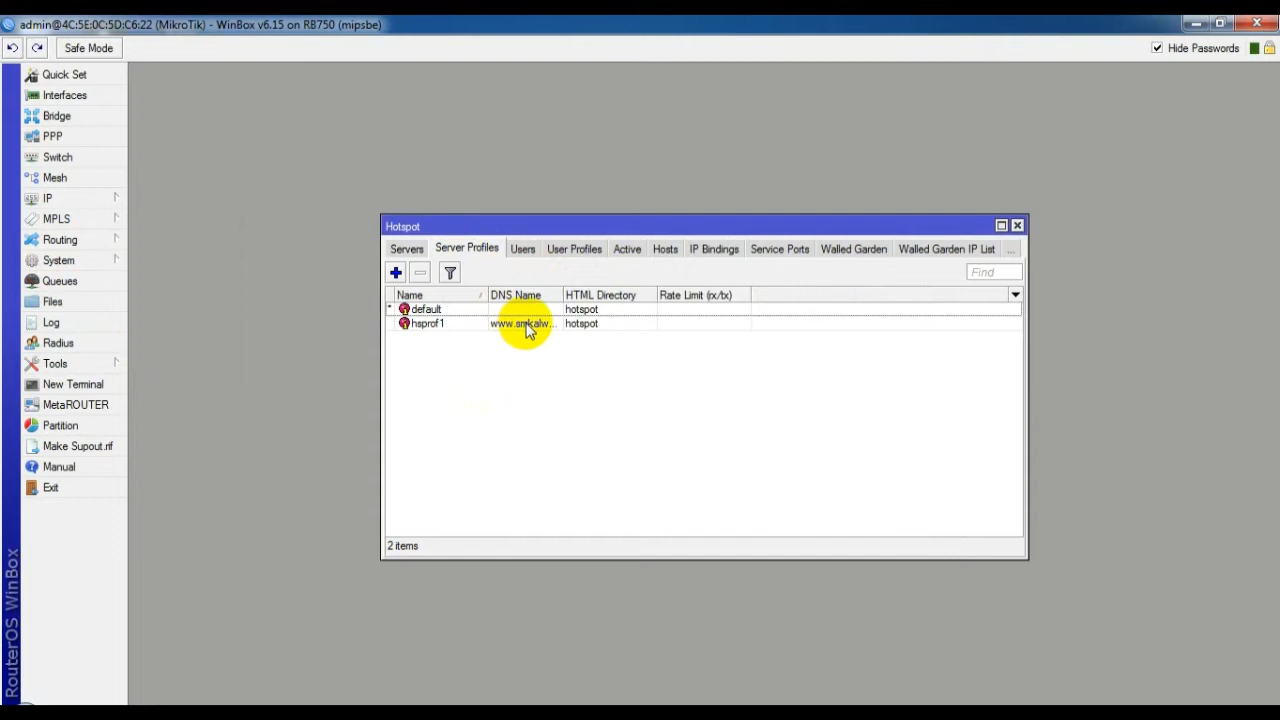 admin@4C:5E:0C:5D:C6:22 (MikroTik) - WinBox v6.15 on RB750 (mipsbe)
Safe Mode
Hide Passwords
Quick Set
Interfaces
Bridge
PPP
Switch
Mesh
IP
MPLS
Routing
System
Queues
Files
Log
Radius
Tools
New Terminal
MetaROUTER
Partition
Make Supout.rif
Manual
Exit
RouterOS WinBox
Hotspot
Servers Server Profiles Users User Profiles Active Hosts IP Bindings Service Ports Walled Garden Walled Garden IP List ...
Find
Name DNS Name HTML Directory Rate Limit (rx/tx)
* default hotspot
hsprof1 hotspot
2 items